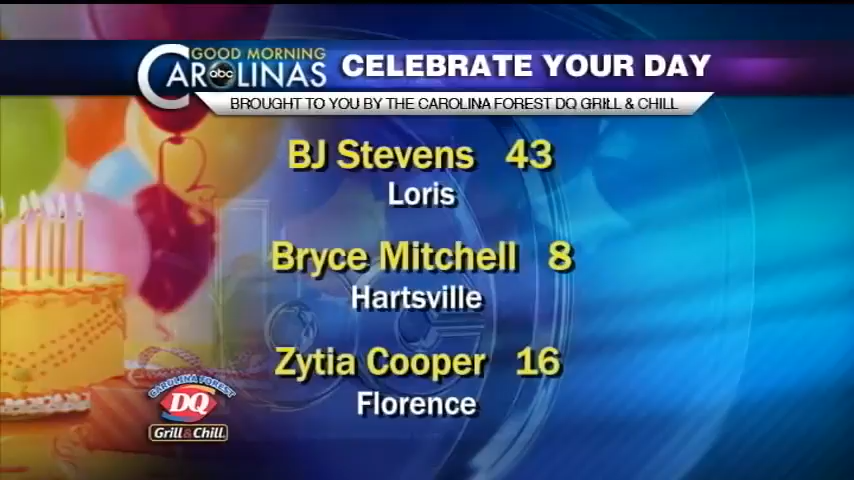 GOOD MORNING
CAROLINAS
abc
CELEBRATE YOUR DAY
BROUGHT TO YOU BY THE CAROLINA FOREST DQ GRILL & CHILL
BJ Stevens 43
Loris
Bryce Mitchell 8
Hartsville
Zytia Cooper 16
Florence
CAROLINA FOREST
DQ
Grill & Chill